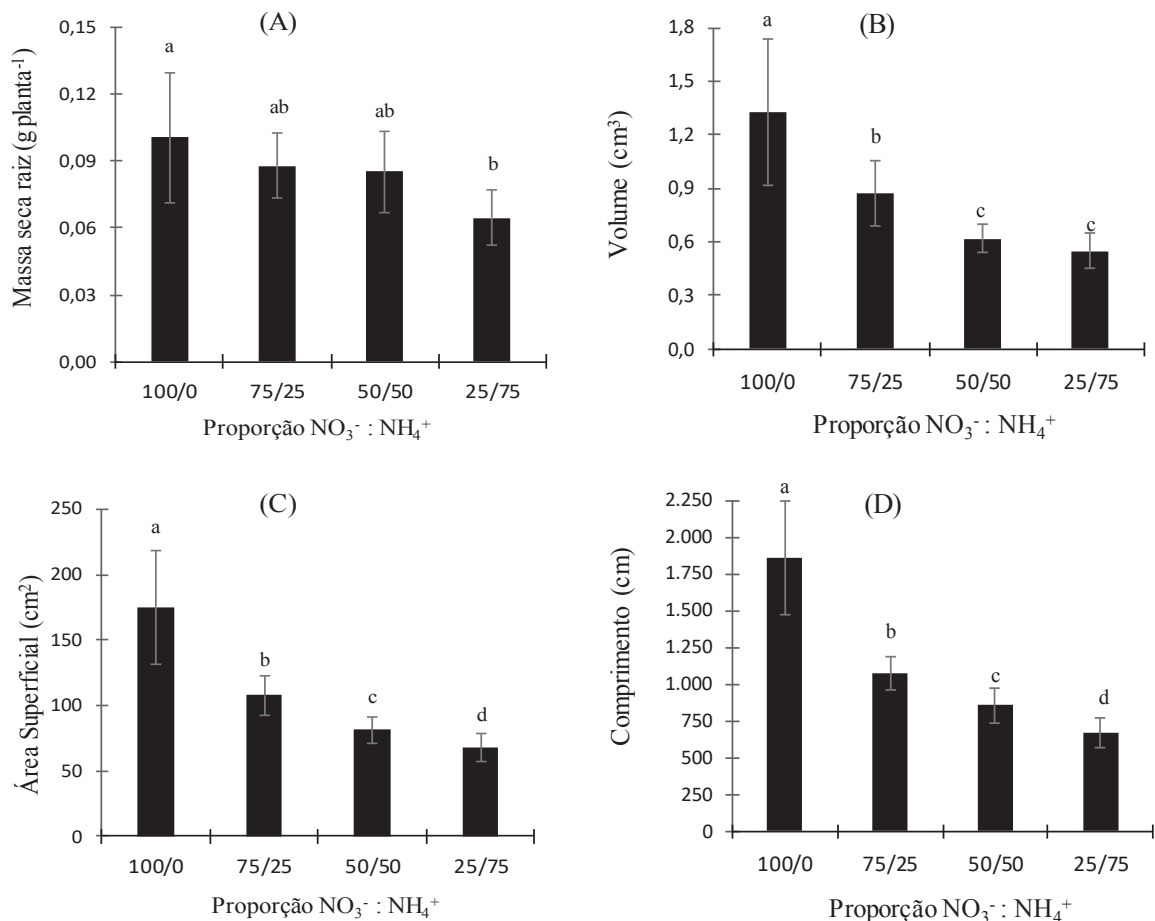 (A)
Massa seca raiz (g planta⁻¹)
0,15
0,12
0,09
0,06
0,03
0,00
a
ab
ab
b
100/0 75/25 50/50 25/75
Proporção NO₃⁻ : NH₄⁺
(B)
Volume (cm³)
1,8
1,5
1,2
0,9
0,6
0,3
0,0
a
b
c
c
100/0 75/25 50/50 25/75
Proporção NO₃⁻ : NH₄⁺
(C)
Área Superficial (cm²)
250
200
150
100
50
0
a
b
c
d
100/0 75/25 50/50 25/75
Proporção NO₃⁻ : NH₄⁺
(D)
Comprimento (cm)
2.250
2.000
1.750
1.500
1.250
1.000
750
500
250
0
a
b
c
d
100/0 75/25 50/50 25/75
Proporção NO₃⁻ : NH₄⁺